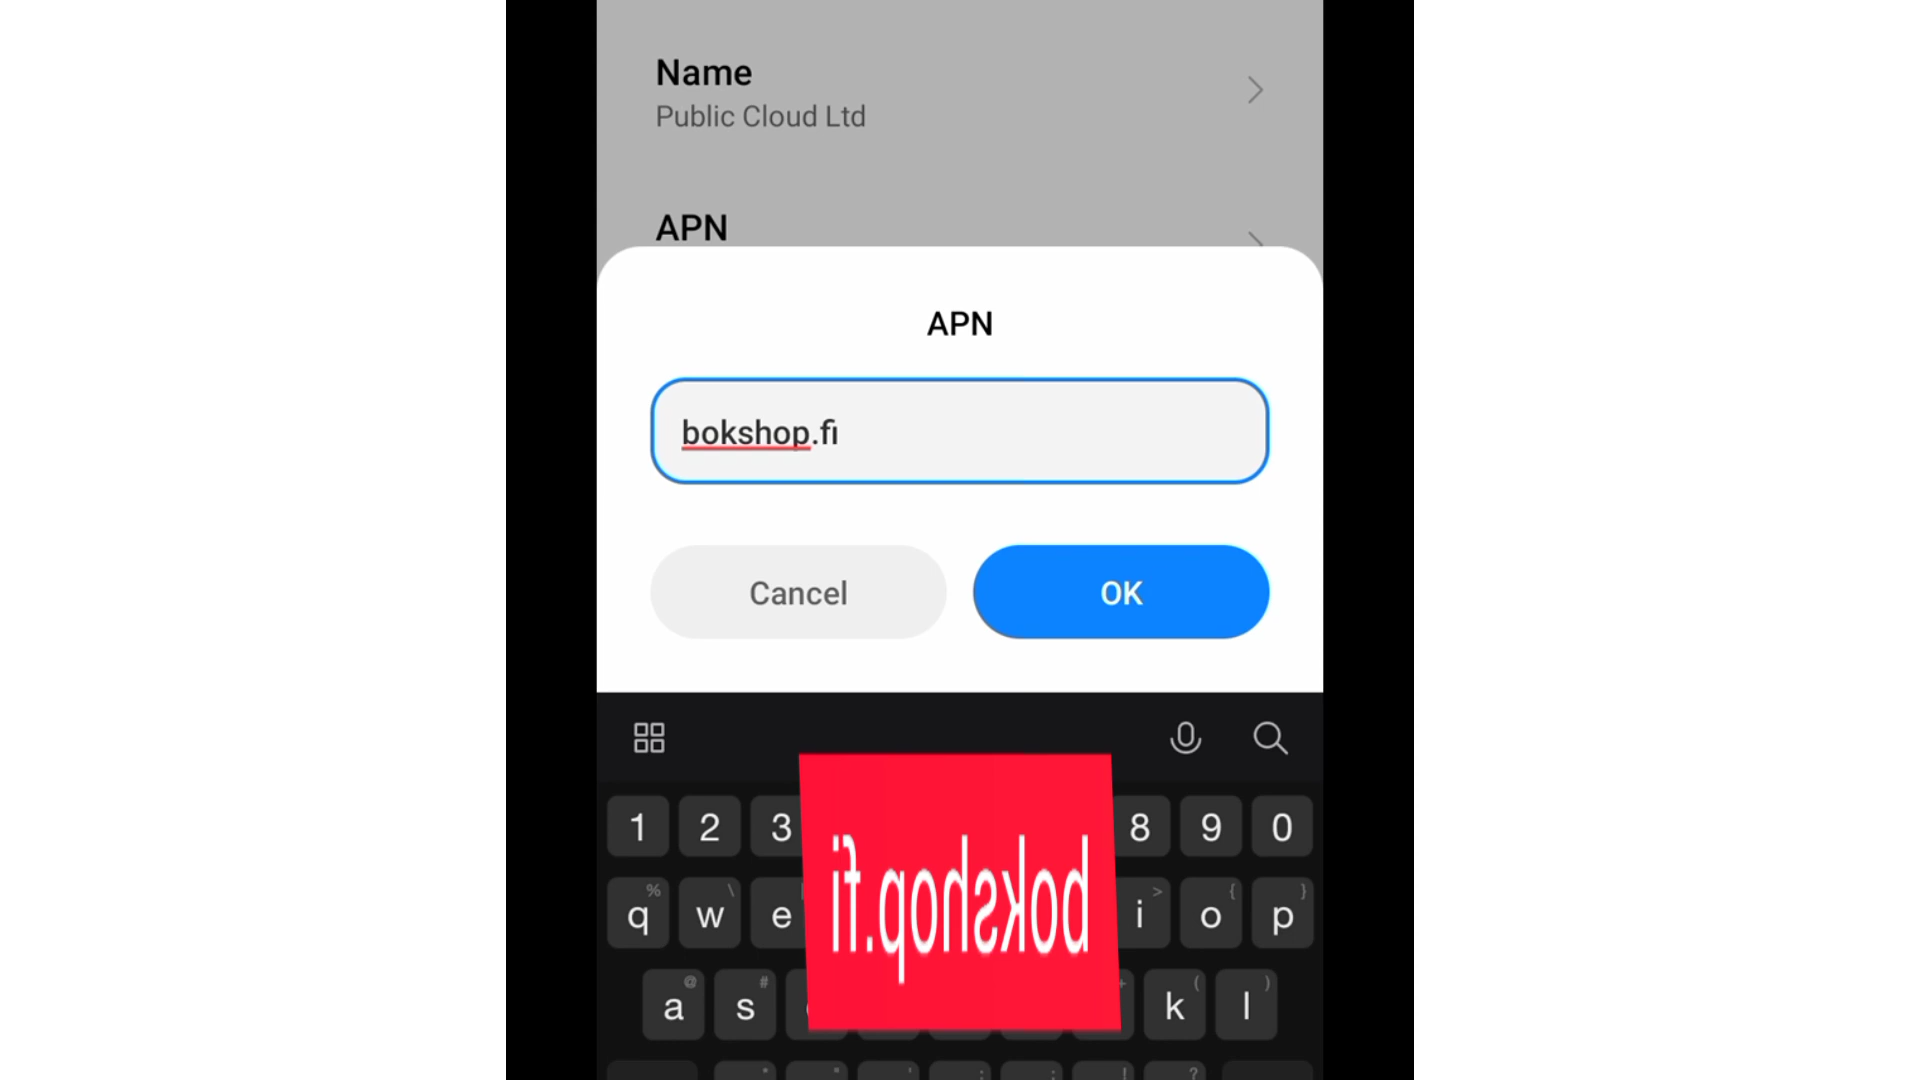 Name
Public Cloud Ltd
APN
APN
bokshop.fi
Cancel
OK
1 2 3 8 9 0
% \ > { }
q w e i o p
@ # + ( )
a s k l
* " ' : ; ! ?
bokshop.fi